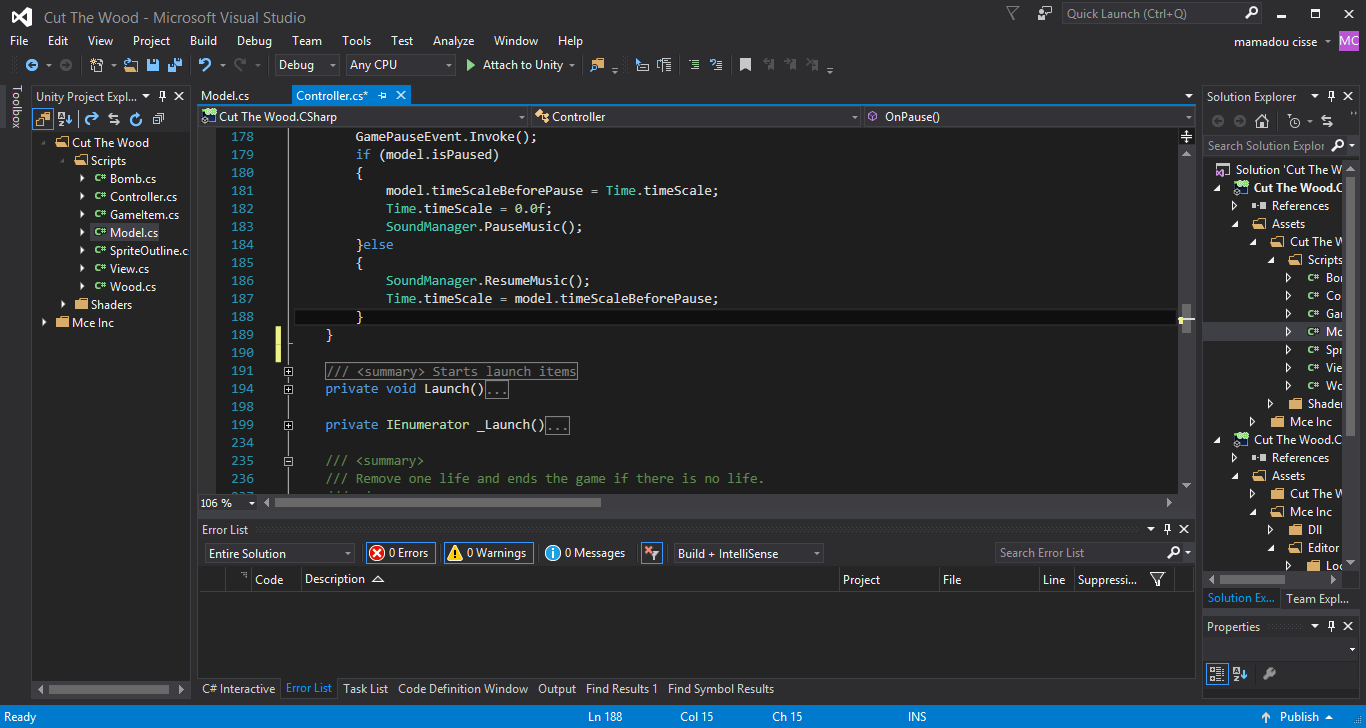 Cut The Wood - Microsoft Visual Studio
Quick Launch (Ctrl+Q)
File Edit View Project Build Debug Team Tools Test Analyze Window Help
mamadou cisse
MC
Debug
Any CPU
Attach to Unity
Toolbox
Unity Project Expl...
Cut The Wood
Scripts
C# Bomb.cs
C# Controller.cs
C# GameItem.cs
C# Model.cs
C# SpriteOutline.c
C# View.cs
C# Wood.cs
Shaders
Mce Inc
Model.cs
Controller.cs*
Cut The Wood.CSharp
Controller
OnPause()
178 GamePauseEvent.Invoke();
179 if (model.isPaused)
180 {
181 model.timeScaleBeforePause = Time.timeScale;
182 Time.timeScale = 0.0f;
183 SoundManager.PauseMusic();
184 }else
185 {
186 SoundManager.ResumeMusic();
187 Time.timeScale = model.timeScaleBeforePause;
188 }
189 }
190
191 /// <summary> Starts launch items
194 private void Launch()...
198
199 private IEnumerator _Launch()...
234
235 /// <summary>
236 /// Remove one life and ends the game if there is no life.
106 %
Error List
Entire Solution
0 Errors
0 Warnings
0 Messages
Build + IntelliSense
Search Error List
Code
Description
Project
File
Line
Suppressi...
C# Interactive
Error List
Task List
Code Definition Window
Output
Find Results 1
Find Symbol Results
Solution Explorer
Search Solution Explor
Solution 'Cut The W
Cut The Wood.C
References
Assets
Cut The W
Scripts
C# Bo
C# Co
C# Ga
C# Mo
C# Spr
C# Vie
C# Wo
Shader
Mce Inc
Cut The Wood.C
References
Assets
Cut The W
Mce Inc
Dll
Editor
Loc
Solution Ex...
Team Expl...
Properties
Ready
Ln 188
Col 15
Ch 15
INS
Publish